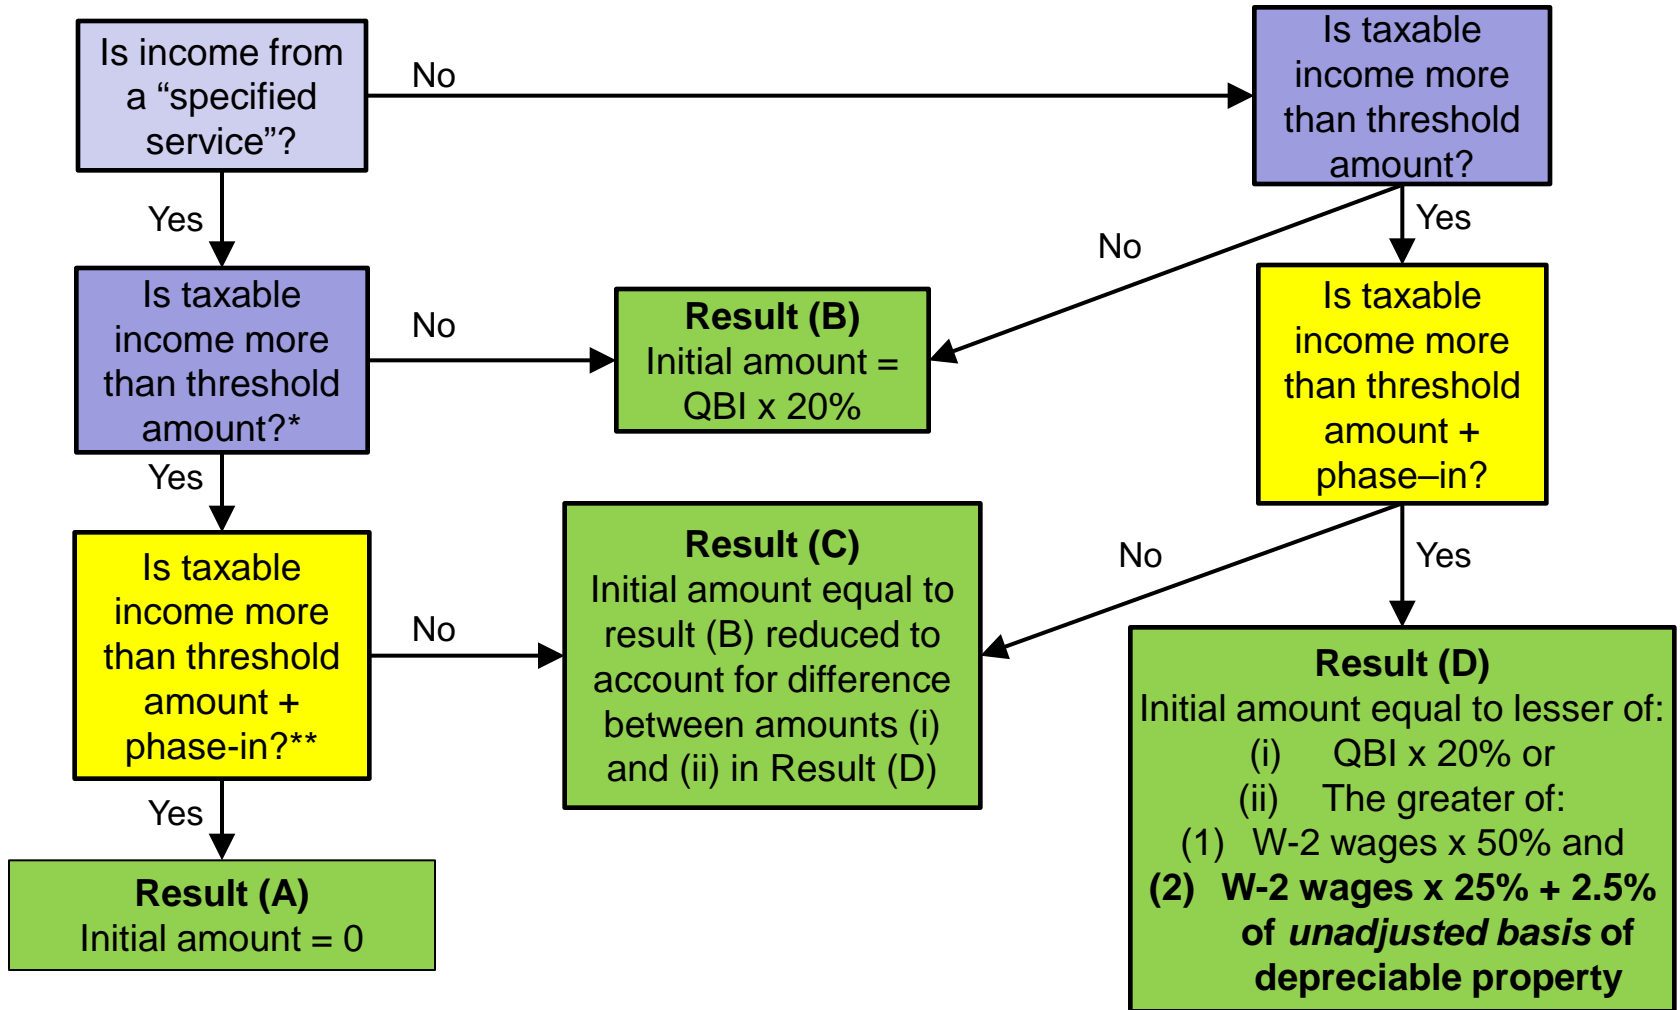 Is income from
a “specified
service”?
No
Is taxable
income more
than threshold
amount?
Yes
No
Yes
Is taxable
income more
than threshold
amount?*
No
Result (B)
Initial amount =
QBI x 20%
Is taxable
income more
than threshold
amount +
phase–in?
Yes
Is taxable
income more
than threshold
amount +
phase-in?**
No
Result (C)
Initial amount equal to
result (B) reduced to
account for difference
between amounts (i)
and (ii) in Result (D)
No
Yes
Yes
Result (A)
Initial amount = 0
Result (D)
Initial amount equal to lesser of:
(i) QBI x 20% or
(ii) The greater of:
(1) W-2 wages x 50% and
(2) W-2 wages x 25% + 2.5%
of unadjusted basis of
depreciable property